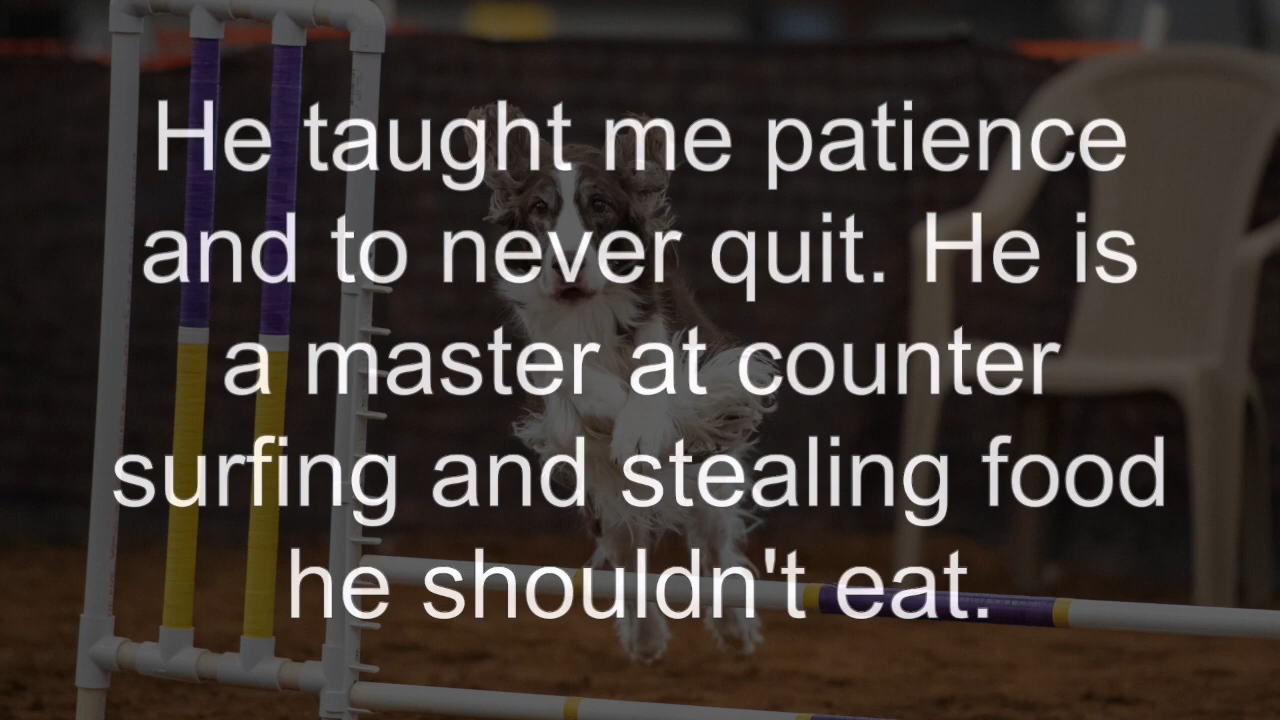 He taught me patience
and to never quit. He is
a master at counter
surfing and stealing food
he shouldn't eat.